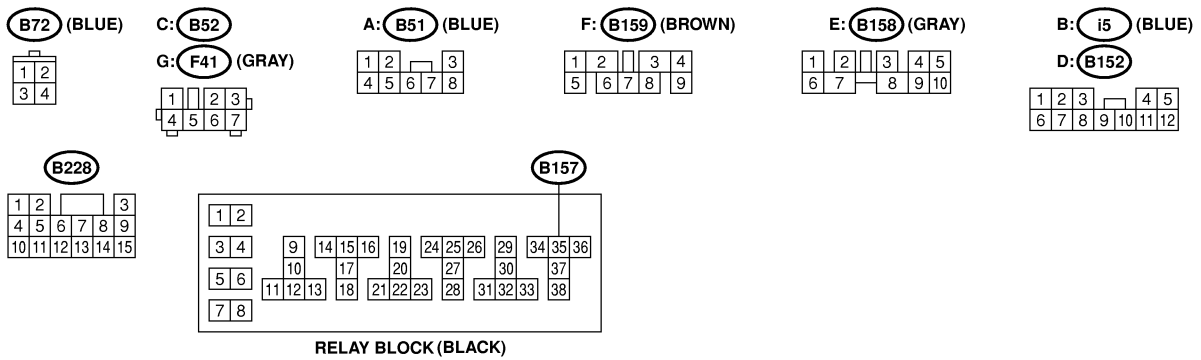 B72 (BLUE) C: B52 A: B51 (BLUE) F: B159 (BROWN) E: B158 (GRAY) B: i5 (BLUE)
G: F41 (GRAY) D: B152
1 2
3 4
1 2 3
4 5 6 7
1 2 3
4 5 6 7 8
1 2 3 4
5 6 7 8 9
1 2 3 4 5
6 7 8 9 10
1 2 3 4 5
6 7 8 9 10 11 12
B228
1 2 3
4 5 6 7 8 9
10 11 12 13 14 15
B157
1 2
3 4 9 14 15 16 19 24 25 26 29 34 35 36
10 17 20 27 30 37
5 6 11 12 13 18 21 22 23 28 31 32 33 38
7 8
RELAY BLOCK (BLACK)